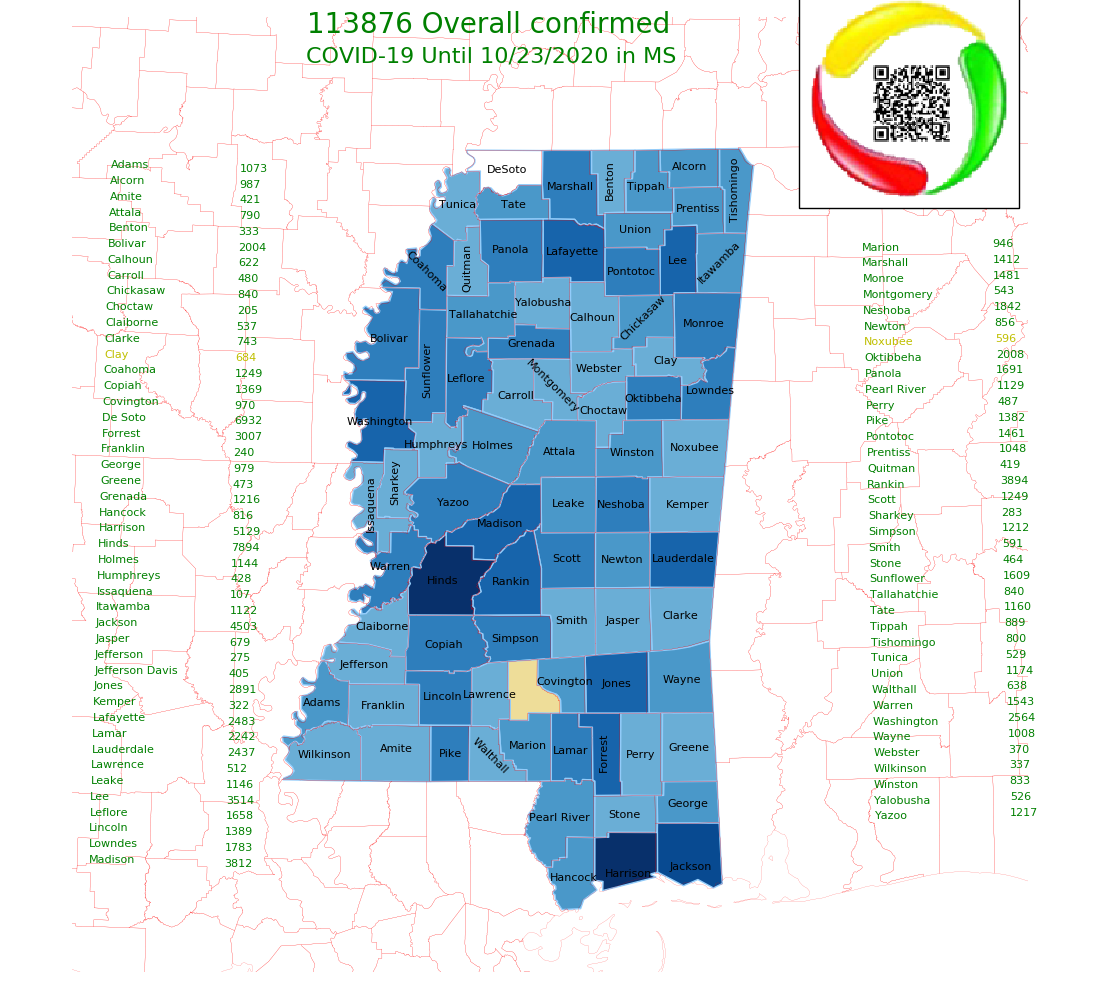 113876 Overall confirmed
COVID-19 Until 10/23/2020 in MS
Adams 1073
Alcorn 987
Amite 421
Attala 790
Benton 333
Bolivar 2004
Calhoun 622
Carroll 480
Chickasaw 840
Choctaw 205
Claiborne 537
Clarke 743
Clay 684
Coahoma 1249
Copiah 1369
Covington 970
De Soto 6932
Forrest 3007
Franklin 240
George 979
Greene 473
Grenada 1216
Hancock 816
Harrison 5129
Hinds 7894
Holmes 1144
Humphreys 428
Issaquena 107
Itawamba 1122
Jackson 4503
Jasper 679
Jefferson 275
Jefferson Davis 405
Jones 2891
Kemper 322
Lafayette 2483
Lamar 2242
Lauderdale 2437
Lawrence 512
Leake 1146
Lee 3514
Leflore 1658
Lincoln 1389
Lowndes 1783
Madison 3812
Marion 946
Marshall 1412
Monroe 1481
Montgomery 543
Neshoba 1842
Newton 856
Noxubee 596
Oktibbeha 2008
Panola 1691
Pearl River 1129
Perry 487
Pike 1382
Pontotoc 1461
Prentiss 1048
Quitman 419
Rankin 3894
Scott 1249
Sharkey 283
Simpson 1212
Smith 591
Stone 464
Sunflower 1609
Tallahatchie 840
Tate 1160
Tippah 889
Tishomingo 800
Tunica 529
Union 1174
Walthall 638
Warren 1543
Washington 2564
Wayne 1008
Webster 370
Wilkinson 337
Winston 833
Yalobusha 526
Yazoo 1217
DeSoto
Marshall
Benton
Tippah
Alcorn
Tishomingo
Tunica
Tate
Prentiss
Union
Coahoma
Quitman
Panola
Lafayette
Pontotoc
Lee
Itawamba
Tallahatchie
Yalobusha
Calhoun
Chickasaw
Monroe
Bolivar
Sunflower
Grenada
Leflore
Montgomery
Webster
Clay
Carroll
Choctaw
Oktibbeha
Lowndes
Washington
Humphreys
Holmes
Attala
Winston
Noxubee
Issaquena
Sharkey
Yazoo
Madison
Leake
Neshoba
Kemper
Warren
Hinds
Rankin
Scott
Newton
Lauderdale
Claiborne
Copiah
Simpson
Smith
Jasper
Clarke
Jefferson
Adams
Franklin
Lincoln
Lawrence
Covington
Jones
Wayne
Wilkinson
Amite
Pike
Walthall
Marion
Lamar
Forrest
Perry
Greene
Pearl River
Stone
George
Hancock
Harrison
Jackson